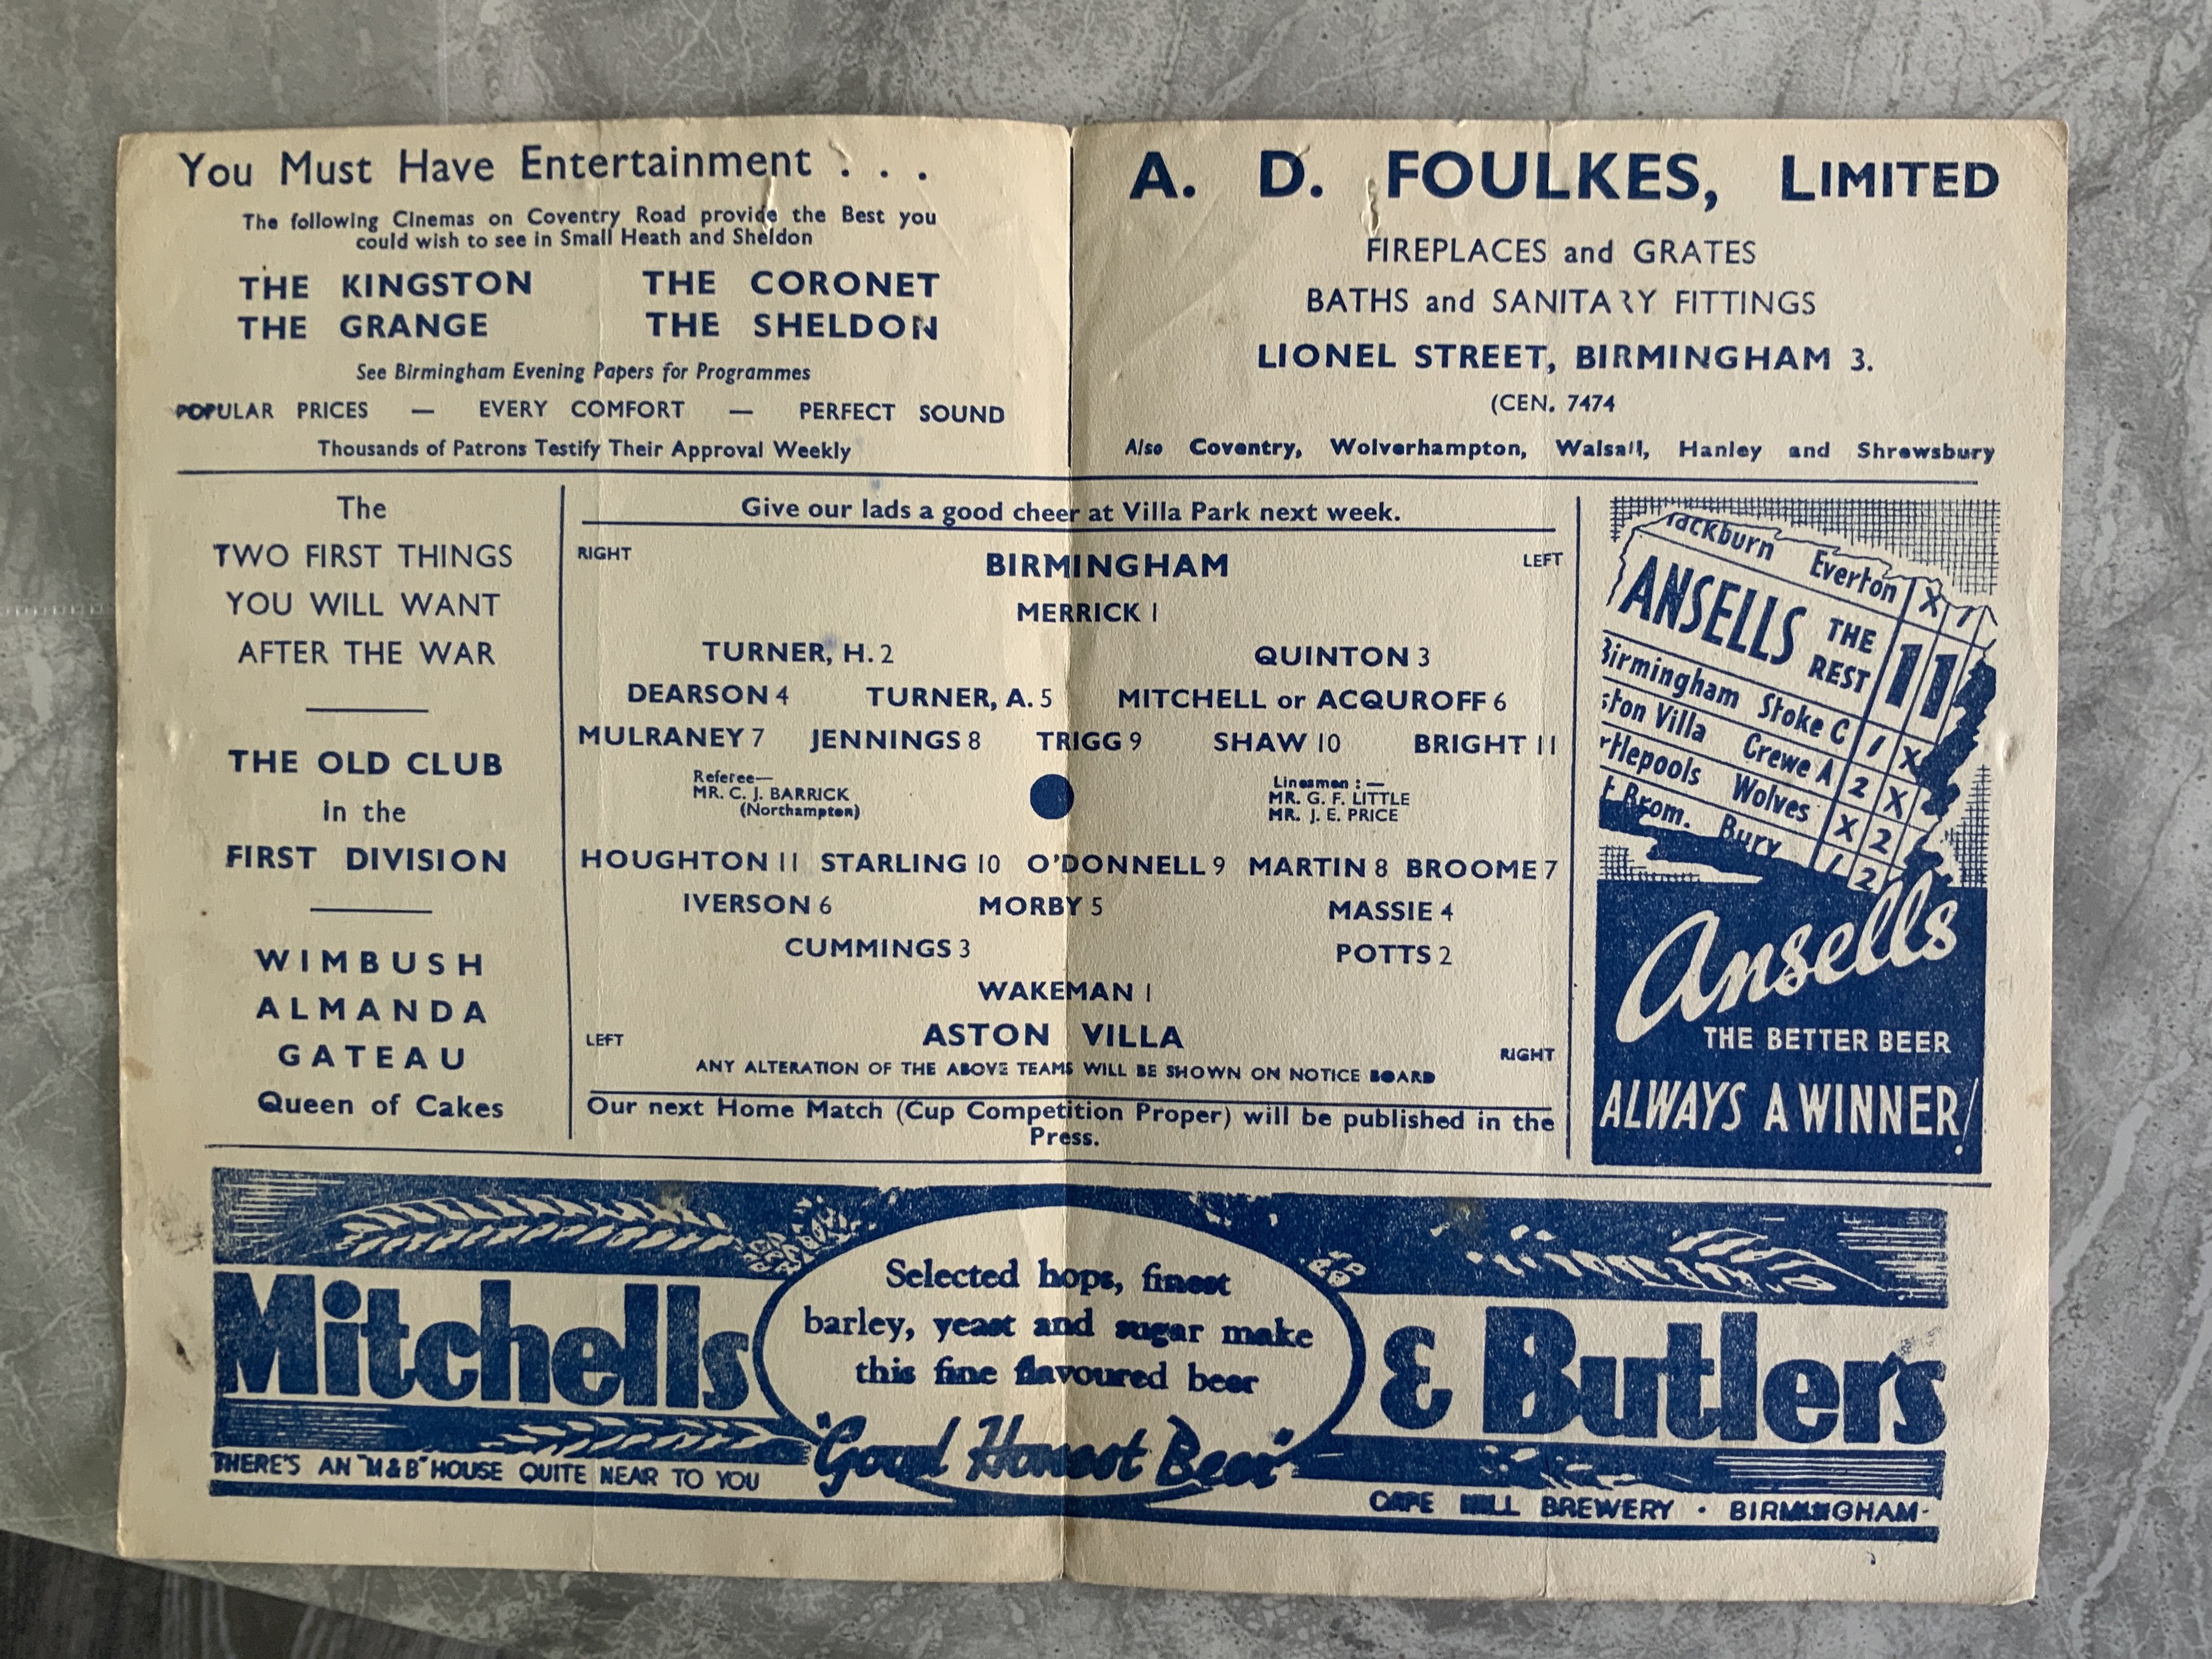 You Must Have Entertainment . . .
The following Cinemas on Coventry Road provide the Best you
could wish to see in Small Heath and Sheldon
THE KINGSTON THE CORONET
THE GRANGE THE SHELDON
See Birmingham Evening Papers for Programmes
POPULAR PRICES — EVERY COMFORT — PERFECT SOUND
Thousands of Patrons Testify Their Approval Weekly
A. D. FOULKES, LIMITED
FIREPLACES and GRATES
BATHS and SANITARY FITTINGS
LIONEL STREET, BIRMINGHAM 3.
(CEN. 7474
Also Coventry, Wolverhampton, Walsall, Hanley and Shrewsbury
The
TWO FIRST THINGS
YOU WILL WANT
AFTER THE WAR
THE OLD CLUB
in the
FIRST DIVISION
WIMBUSH
ALMANDA
GATEAU
Queen of Cakes
Give our lads a good cheer at Villa Park next week.
RIGHT BIRMINGHAM LEFT
MERRICK 1
TURNER, H. 2 QUINTON 3
DEARSON 4 TURNER, A. 5 MITCHELL or ACQUROFF 6
MULRANEY 7 JENNINGS 8 TRIGG 9 SHAW 10 BRIGHT 11
Referee—
MR. C. J. BARRICK
(Northampton)
Linesmen :—
MR. G. F. LITTLE
MR. J. E. PRICE
HOUGHTON 11 STARLING 10 O'DONNELL 9 MARTIN 8 BROOME 7
IVERSON 6 MORBY 5 MASSIE 4
CUMMINGS 3 POTTS 2
WAKEMAN 1
LEFT ASTON VILLA RIGHT
ANY ALTERATION OF THE ABOVE TEAMS WILL BE SHOWN ON NOTICE BOARD
Our next Home Match (Cup Competition Proper) will be published in the
Press.
lackburn Everton X 1
ANSELLS THE REST 11
Birmingham Stoke C 1 X
ston Villa Crewe A 2 X
rtlepools Wolves X 2
t Brom. Bury 1 2
Ansells
THE BETTER BEER
ALWAYS A WINNER!
Mitchells & Butlers
Selected hops, finest
barley, yeast and sugar make
this fine flavoured beer
"Good Honest Beer"
THERE'S AN "M&B" HOUSE QUITE NEAR TO YOU
CAPE HILL BREWERY · BIRMINGHAM·